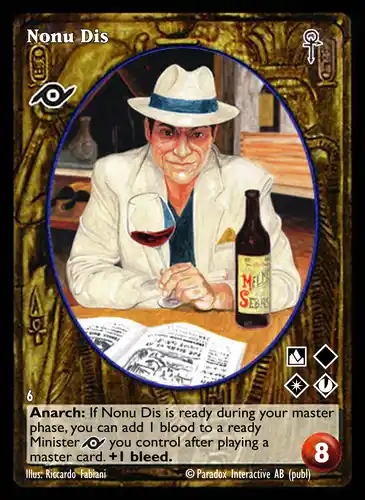 Nonu Dis
6
Anarch: If Nonu Dis is ready during your master
phase, you can add 1 blood to a ready
Minister you control after playing a
master card. +1 bleed.
8
Illus: Riccardo Fabiani © Paradox Interactive AB (publ)